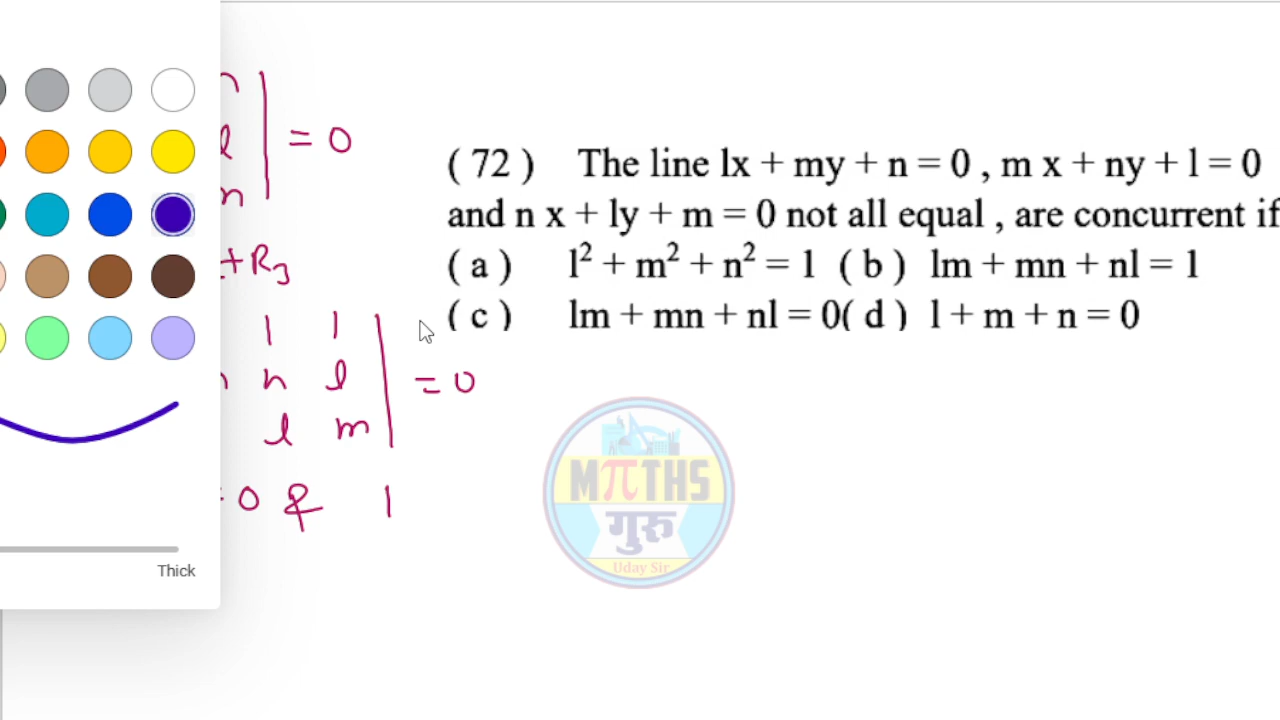 n
l = 0
n
+ R3
1 1
n l = 0
l m
= 0 & 1
Thick
( 72 ) The line lx + my + n = 0 , m x + ny + l = 0
and n x + ly + m = 0 not all equal , are concurrent if
( a ) l² + m² + n² = 1 ( b ) lm + mn + nl = 1
( c ) lm + mn + nl = 0( d ) l + m + n = 0
MπTHS
गुरु
Uday Sir